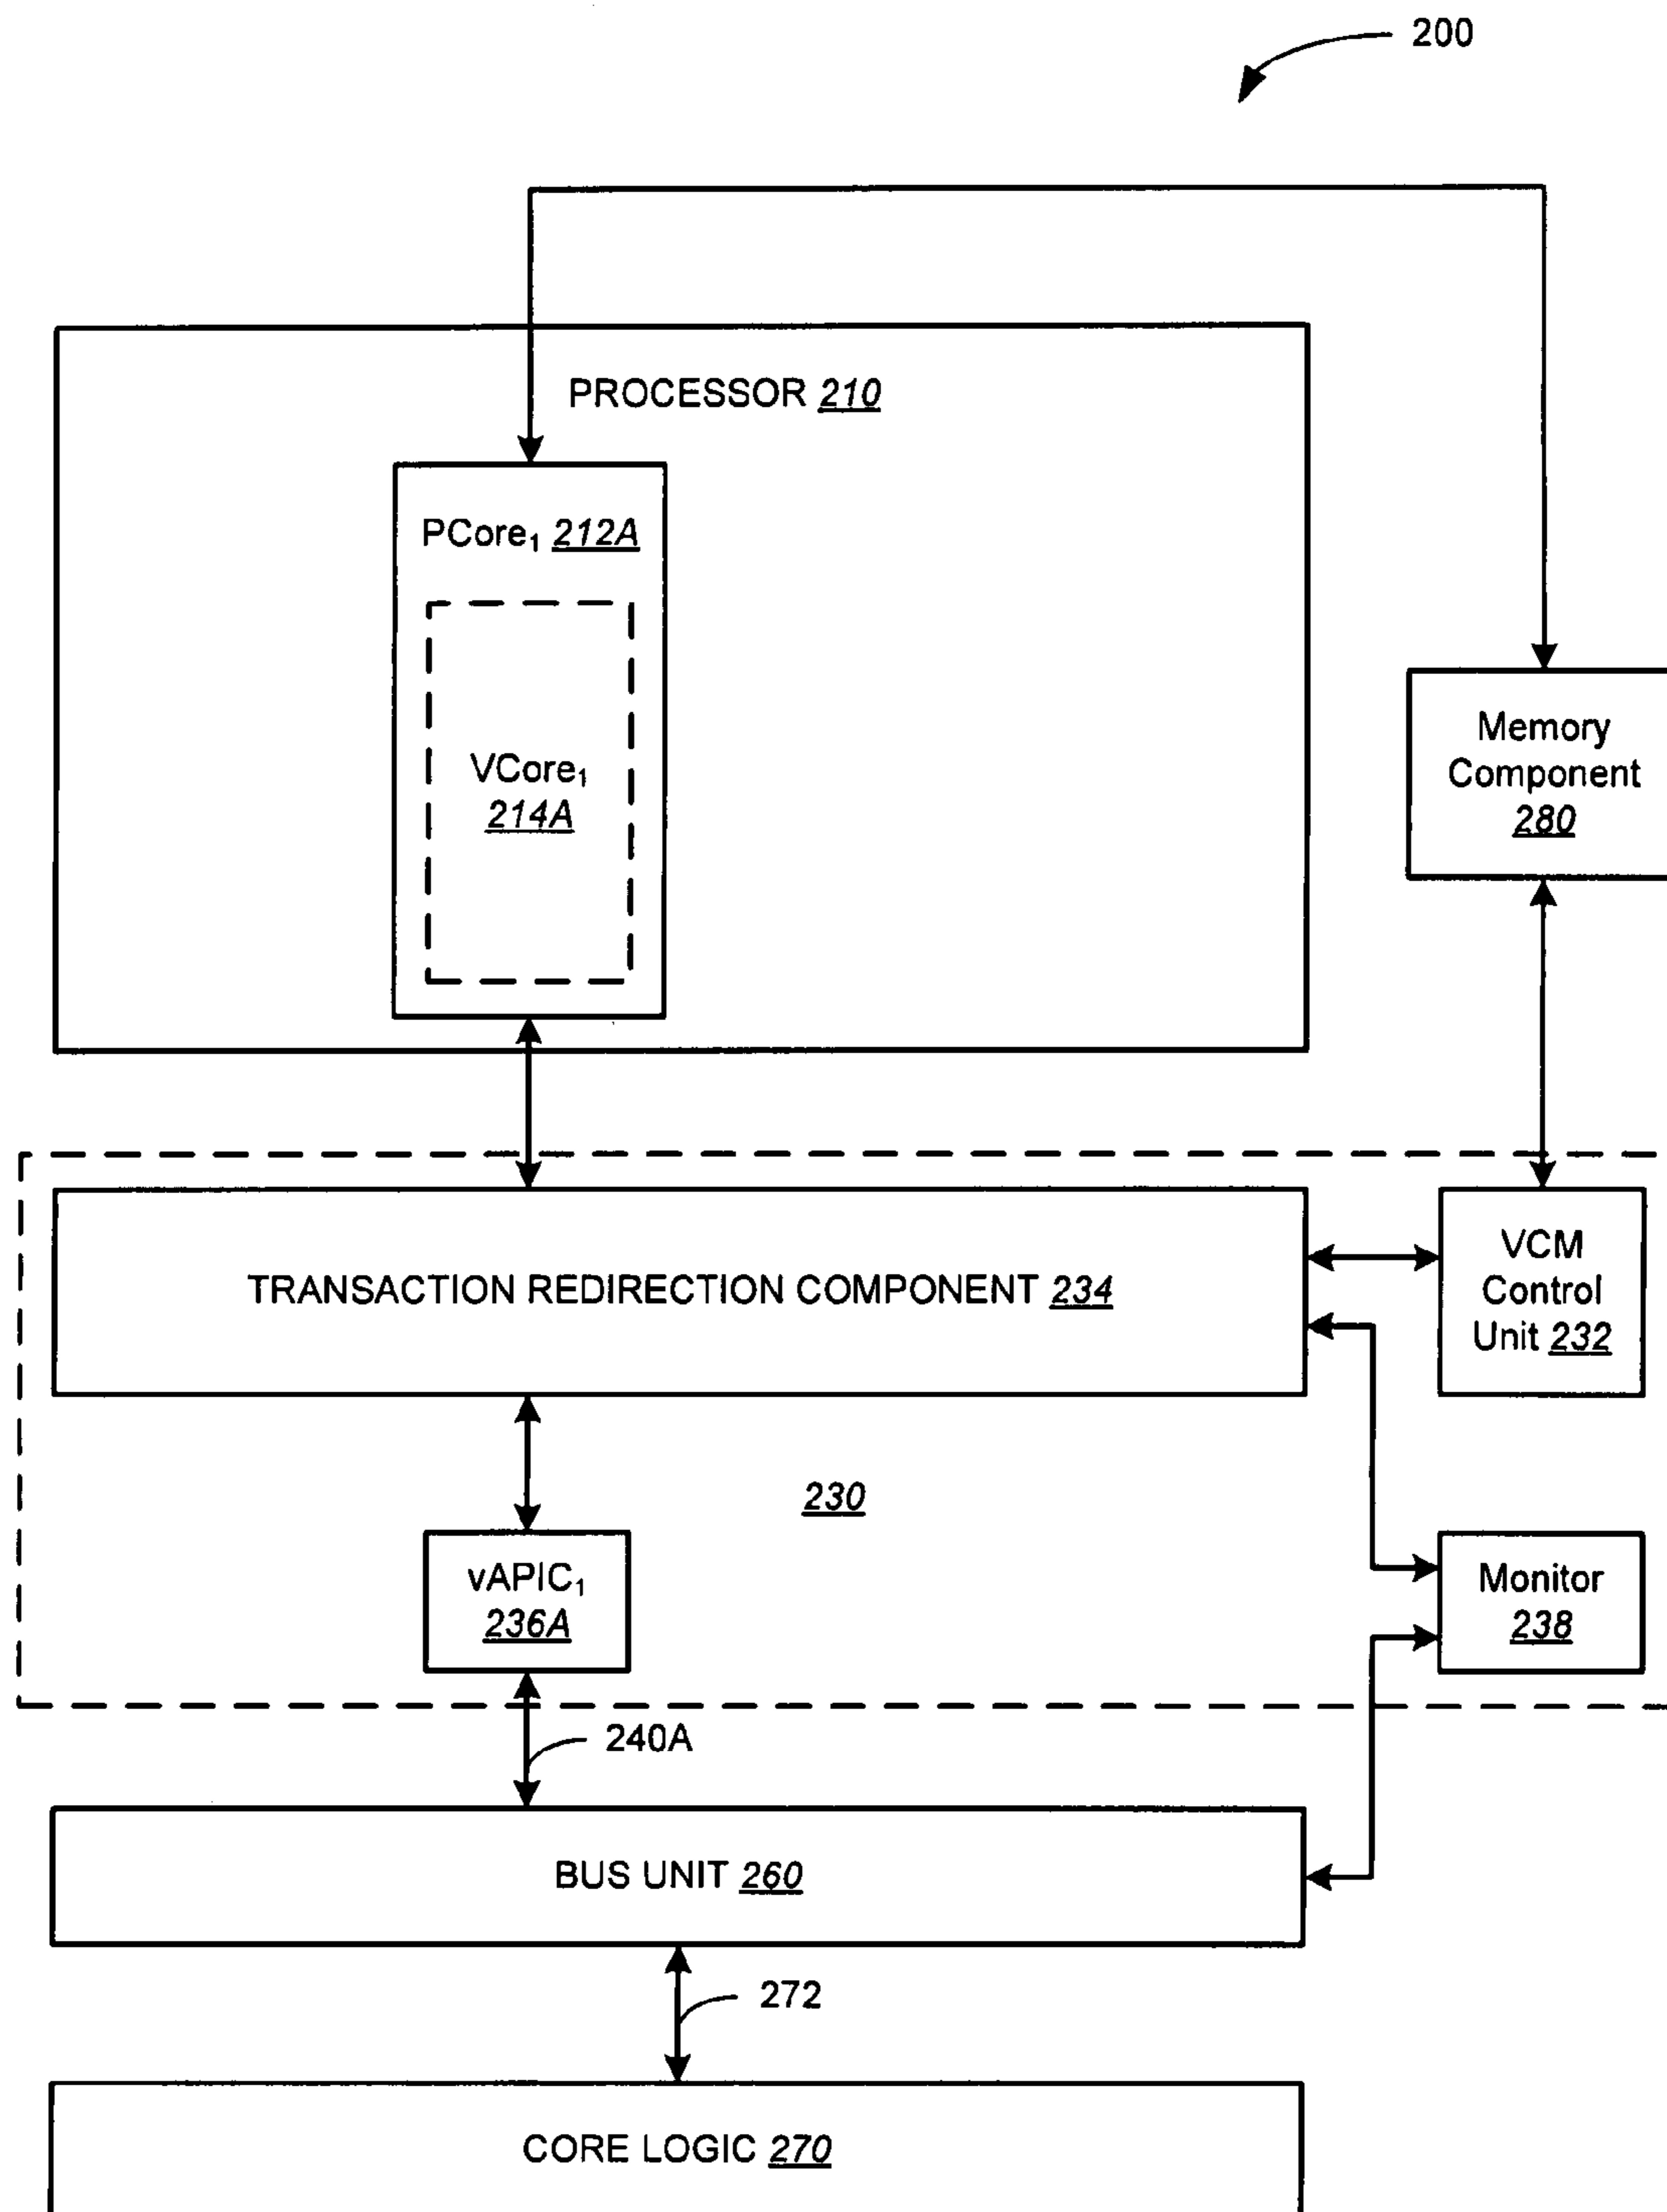 200
PROCESSOR 210
PCore₁ 212A
VCore₁
214A
Memory
Component
280
TRANSACTION REDIRECTION COMPONENT 234
VCM
Control
Unit 232
230
vAPIC₁
236A
Monitor
238
240A
BUS UNIT 260
272
CORE LOGIC 270